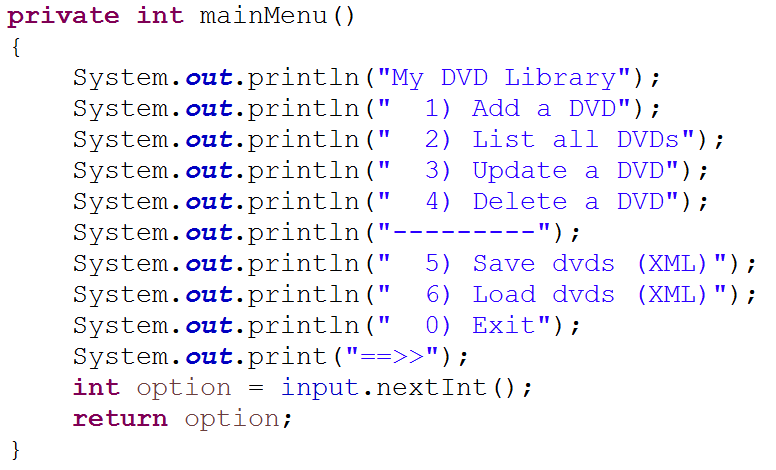 private int mainMenu()
{
    System.out.println("My DVD Library");
    System.out.println("  1) Add a DVD");
    System.out.println("  2) List all DVDs");
    System.out.println("  3) Update a DVD");
    System.out.println("  4) Delete a DVD");
    System.out.println("---------");
    System.out.println("  5) Save dvds (XML)");
    System.out.println("  6) Load dvds (XML)");
    System.out.println("  0) Exit");
    System.out.print("==>>");
    int option = input.nextInt();
    return option;
}